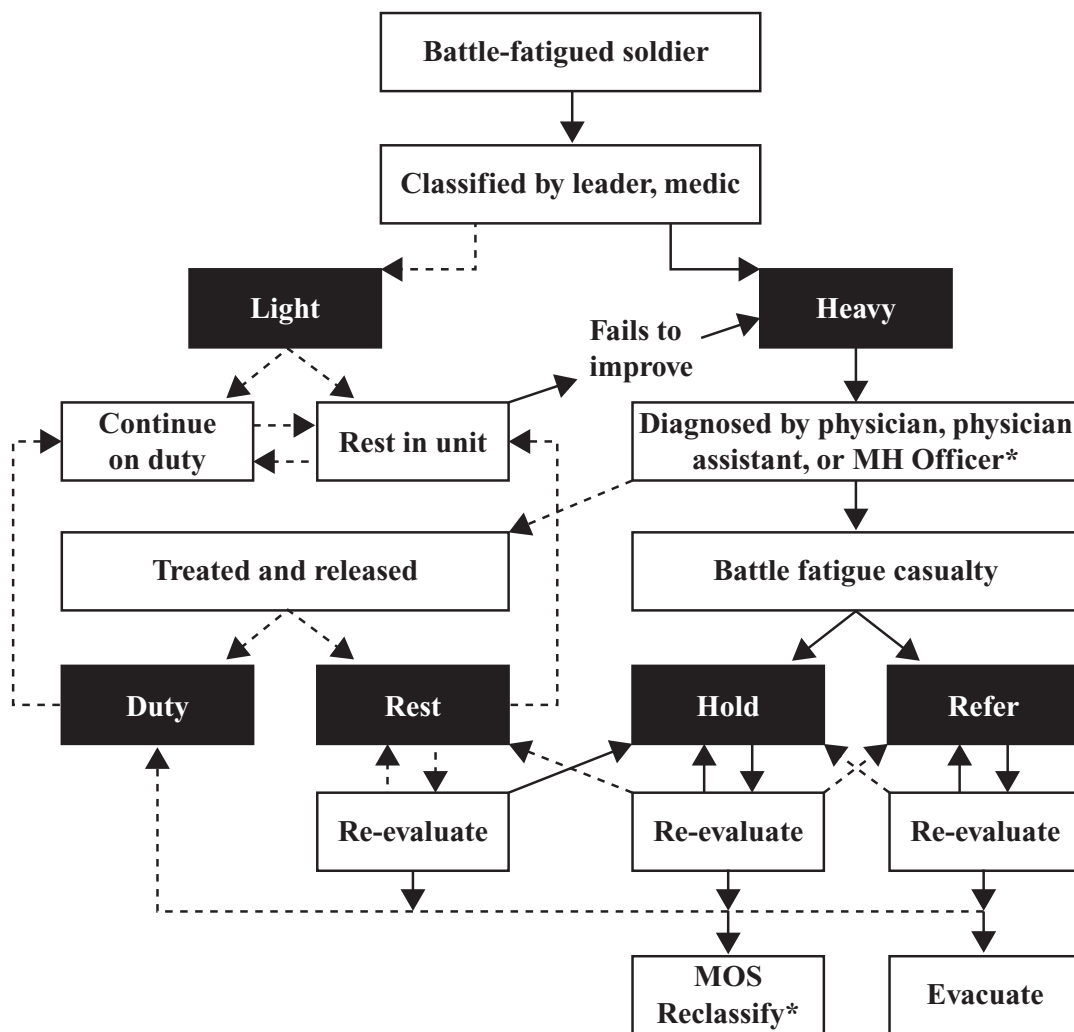 Battle-fatigued soldier
Classified by leader, medic
Light
Heavy
Fails to
improve
Continue
on duty
Rest in unit
Diagnosed by physician, physician
assistant, or MH Officer*
Treated and released
Battle fatigue casualty
Duty
Rest
Hold
Refer
Re-evaluate
Re-evaluate
Re-evaluate
MOS
Reclassify*
Evacuate